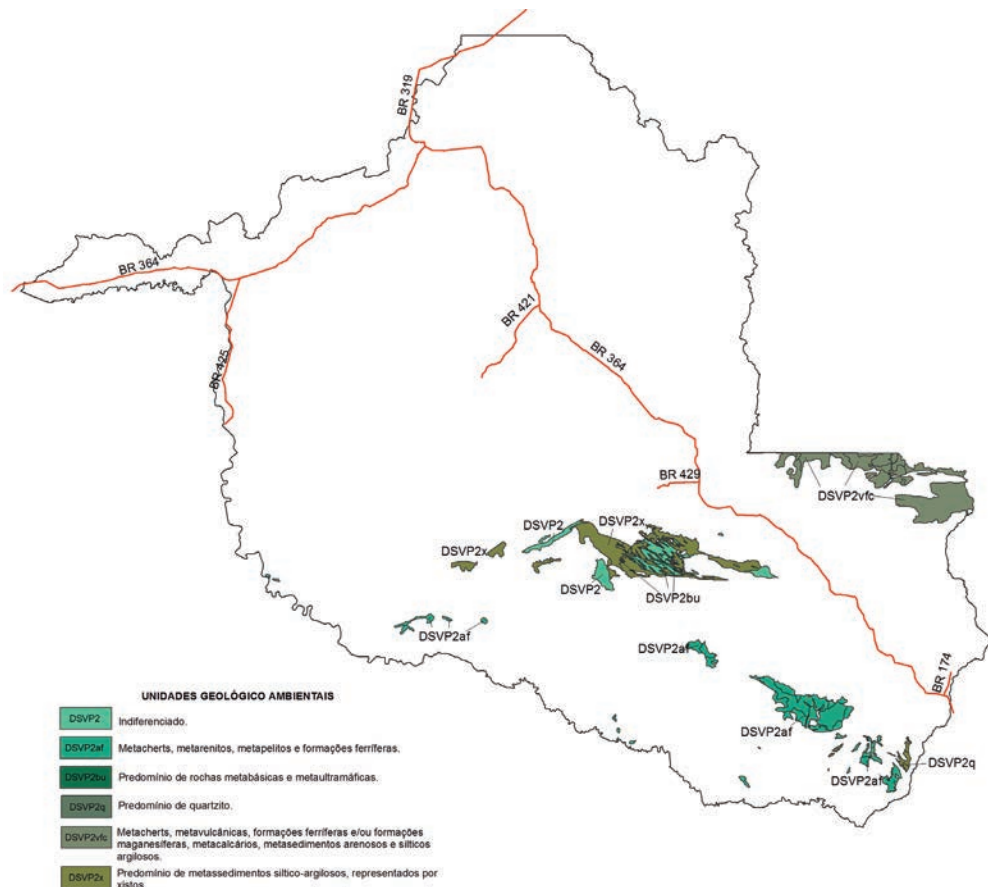 BR 319
BR 364
BR 421
BR 425
BR 364
BR 429
DSVP2vfc
DSVP2
DSVP2x
DSVP2x
DSVP2
DSVP2bu
DSVP2af
DSVP2af
BR 174
DSVP2af
DSVP2q
DSVP2af
UNIDADES GEOLÓGICO AMBIENTAIS
DSVP2 Indiferenciado.
DSVP2af Metacherts, metarenitos, metapelitos e formações ferríferas.
DSVP2bu Predomínio de rochas metabásicas e metaultramáficas.
DSVP2q Predomínio de quartzito.
DSVP2vfc Metacherts, metavulcânicas, formações ferríferas e/ou formações
maganesíferas, metacalcários, metasedimentos arenosos e sílticos
argilosos.
DSVP2x Predomínio de metassedimentos síltico-argilosos, representados por
xistos